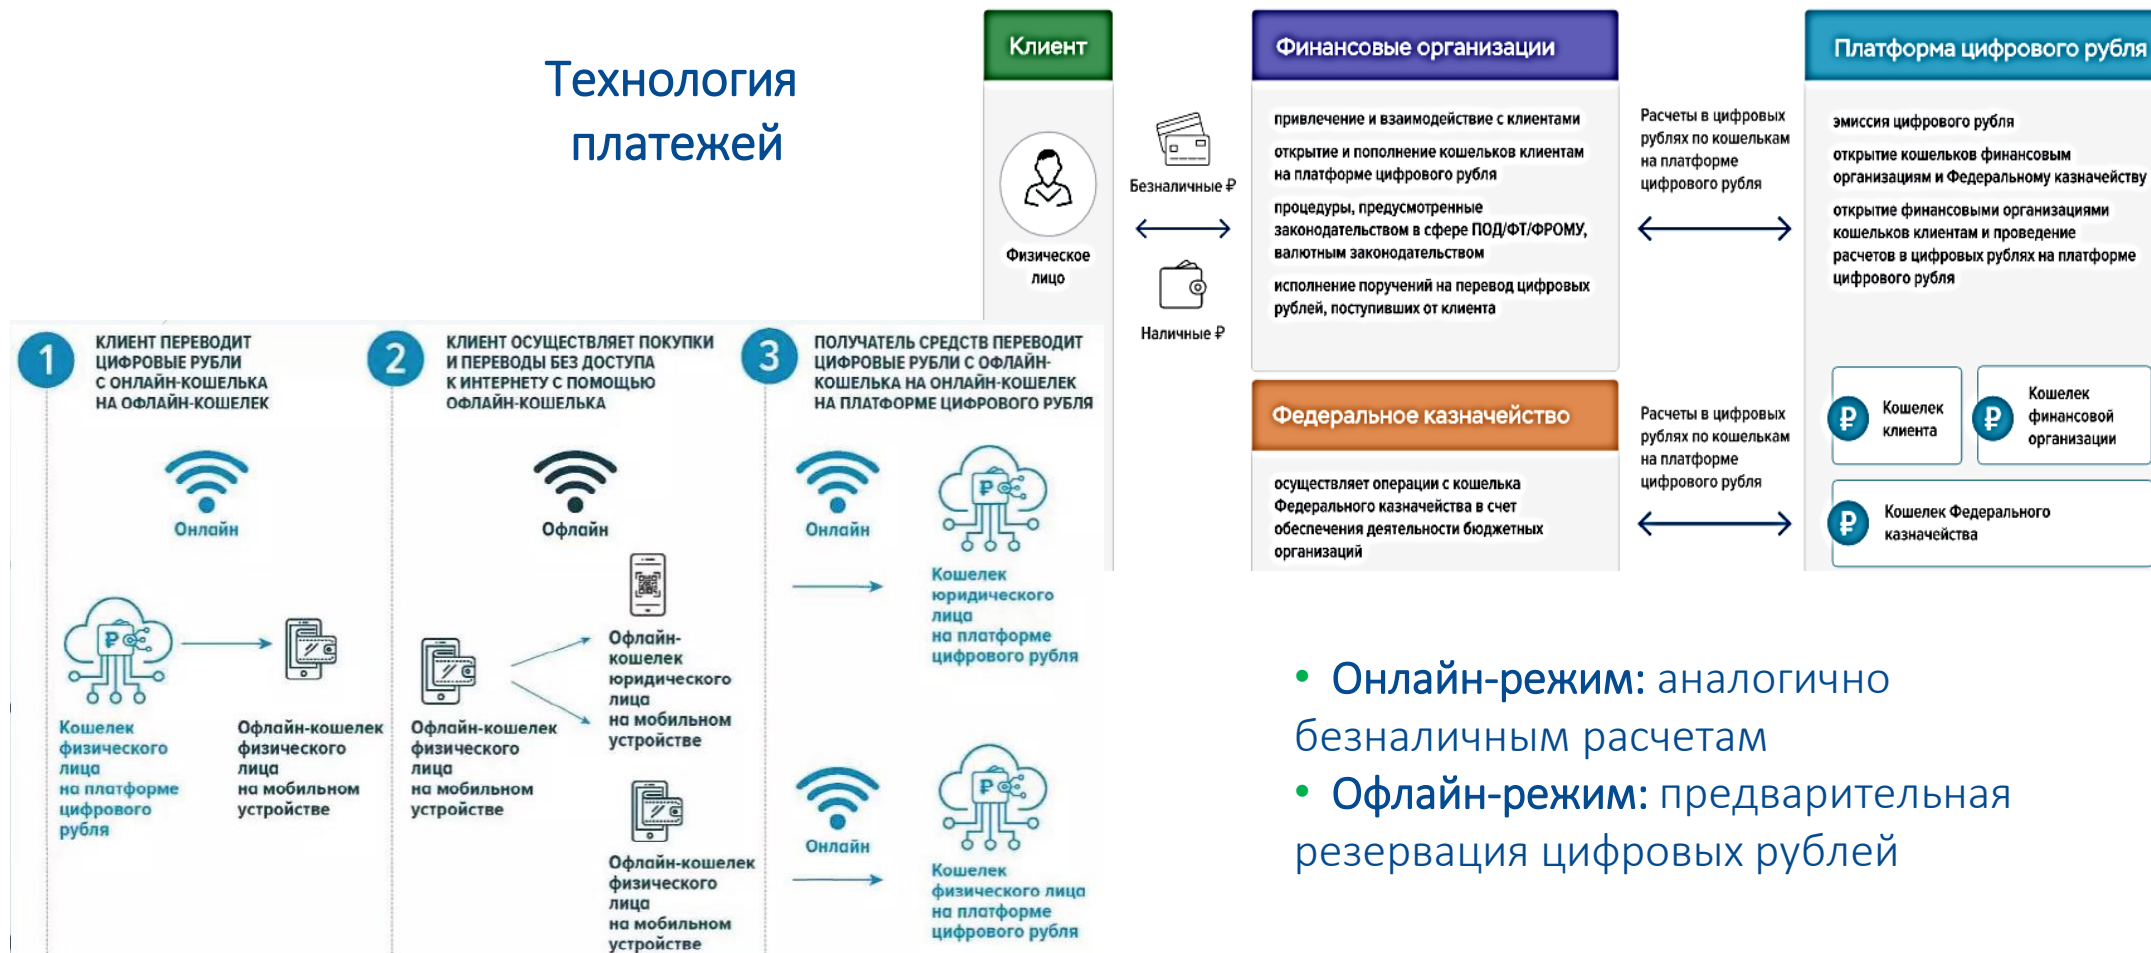 Технология
платежей
Клиент
Физическое
лицо
Безналичные ₽
Наличные ₽
Финансовые организации
привлечение и взаимодействие с клиентами
открытие и пополнение кошельков клиентам
на платформе цифрового рубля
процедуры, предусмотренные
законодательством в сфере ПОД/ФТ/ФРОМУ,
валютным законодательством
исполнение поручений на перевод цифровых
рублей, поступивших от клиента
Федеральное казначейство
осуществляет операции с кошелька
Федерального казначейства в счет
обеспечения деятельности бюджетных
организаций
Расчеты в цифровых
рублях по кошелькам
на платформе
цифрового рубля
Расчеты в цифровых
рублях по кошелькам
на платформе
цифрового рубля
Платформа цифрового рубля
эмиссия цифрового рубля
открытие кошельков финансовым
организациям и Федеральному казначейству
открытие финансовыми организациями
кошельков клиентам и проведение
расчетов в цифровых рублях на платформе
цифрового рубля
₽
Кошелек
клиента
₽
Кошелек
финансовой
организации
₽
Кошелек Федерального
казначейства
1
КЛИЕНТ ПЕРЕВОДИТ
ЦИФРОВЫЕ РУБЛИ
С ОНЛАЙН-КОШЕЛЬКА
НА ОФЛАЙН-КОШЕЛЕК
Онлайн
₽
Кошелек
физического
лица
на платформе
цифрового
рубля
Офлайн-кошелек
физического
лица
на мобильном
устройстве
2
КЛИЕНТ ОСУЩЕСТВЛЯЕТ ПОКУПКИ
И ПЕРЕВОДЫ БЕЗ ДОСТУПА
К ИНТЕРНЕТУ С ПОМОЩЬЮ
ОФЛАЙН-КОШЕЛЬКА
Офлайн
Офлайн-кошелек
физического
лица
на мобильном
устройстве
Офлайн-
кошелек
юридического
лица
на мобильном
устройстве
Офлайн-кошелек
физического
лица
на мобильном
устройстве
3
ПОЛУЧАТЕЛЬ СРЕДСТВ ПЕРЕВОДИТ
ЦИФРОВЫЕ РУБЛИ С ОФЛАЙН-
КОШЕЛЬКА НА ОНЛАЙН-КОШЕЛЕК
НА ПЛАТФОРМЕ ЦИФРОВОГО РУБЛЯ
Онлайн
₽
Кошелек
юридического
лица
на платформе
цифрового рубля
Онлайн
₽
Кошелек
физического лица
на платформе
цифрового рубля
• Онлайн-режим: аналогично
безналичным расчетам
• Офлайн-режим: предварительная
резервация цифровых рублей